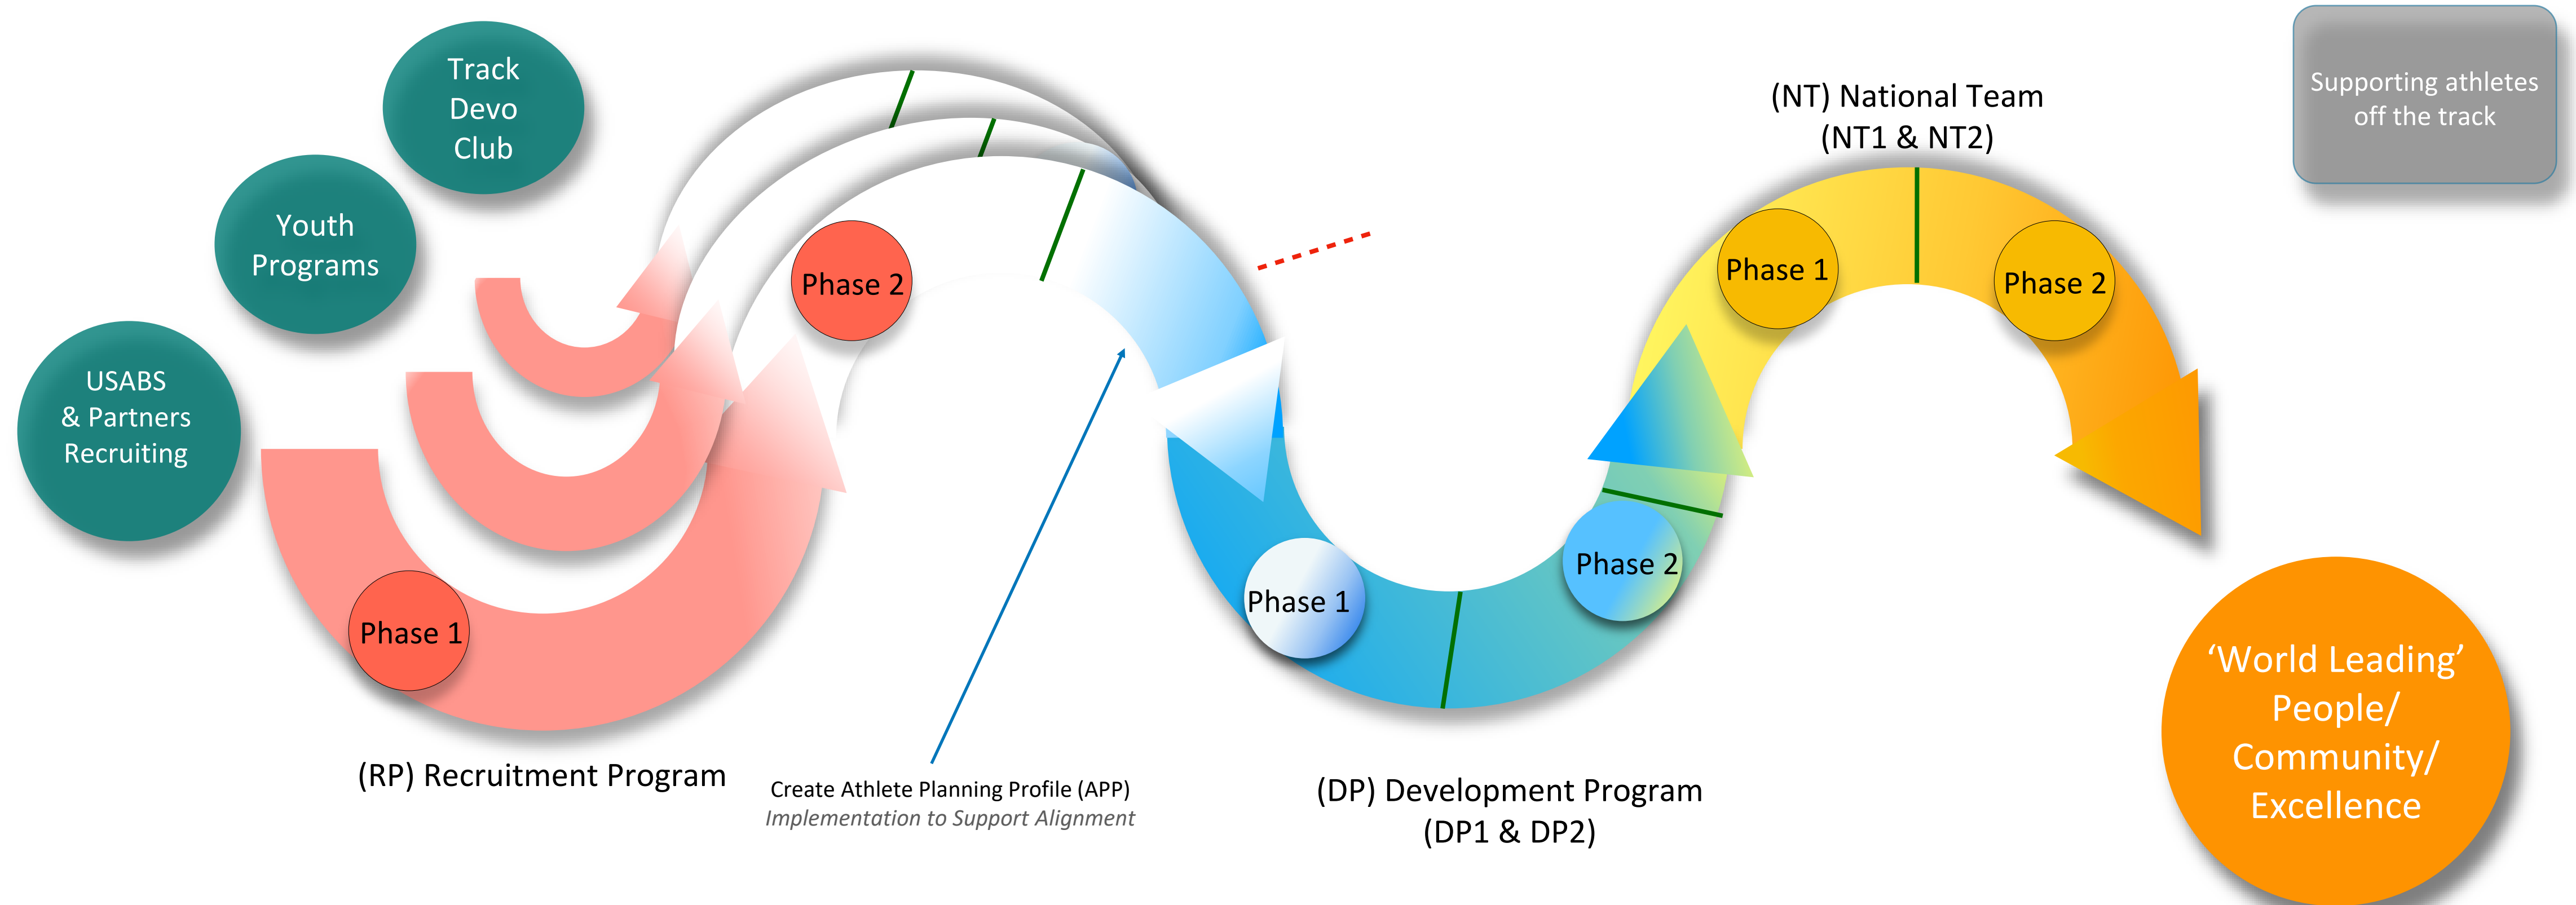 Track
Devo
Club
Youth
Programs
USABS
& Partners
Recruiting
Phase 1
Phase 2
(RP) Recruitment Program
Create Athlete Planning Profile (APP)
Implementation to Support Alignment
Phase 1
Phase 2
(DP) Development Program
(DP1 & DP2)
(NT) National Team
(NT1 & NT2)
Phase 1
Phase 2
Supporting athletes
off the track
‘World Leading’
People/
Community/
Excellence